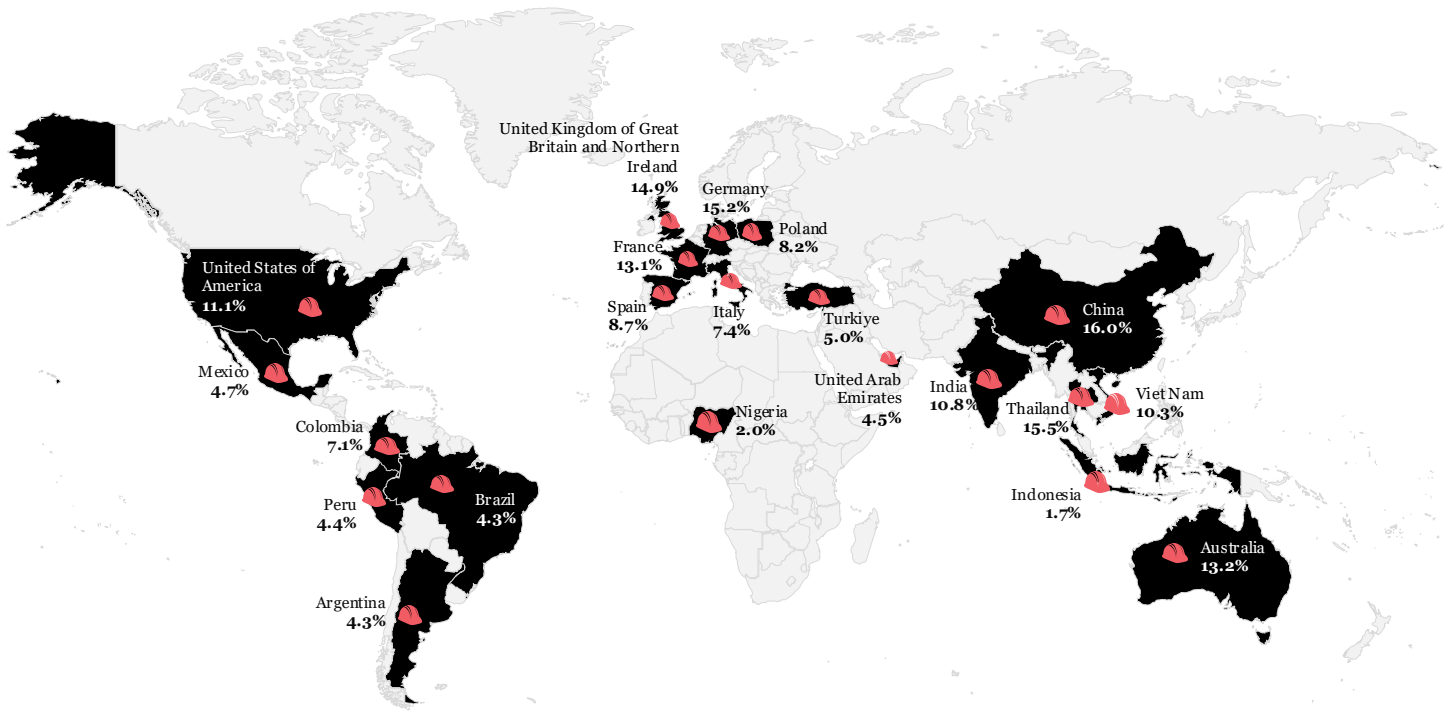 United Kingdom of Great
Britain and Northern
Ireland
14.9%
Germany
15.2%
Poland
8.2%
France
13.1%
United States of
America
11.1%
Spain
8.7%
Italy
7.4%
Turkiye
5.0%
China
16.0%
Mexico
4.7%
United Arab
Emirates
4.5%
India
10.8%
Thailand
15.5%
Viet Nam
10.3%
Nigeria
2.0%
Colombia
7.1%
Peru
4.4%
Brazil
4.3%
Indonesia
1.7%
Australia
13.2%
Argentina
4.3%